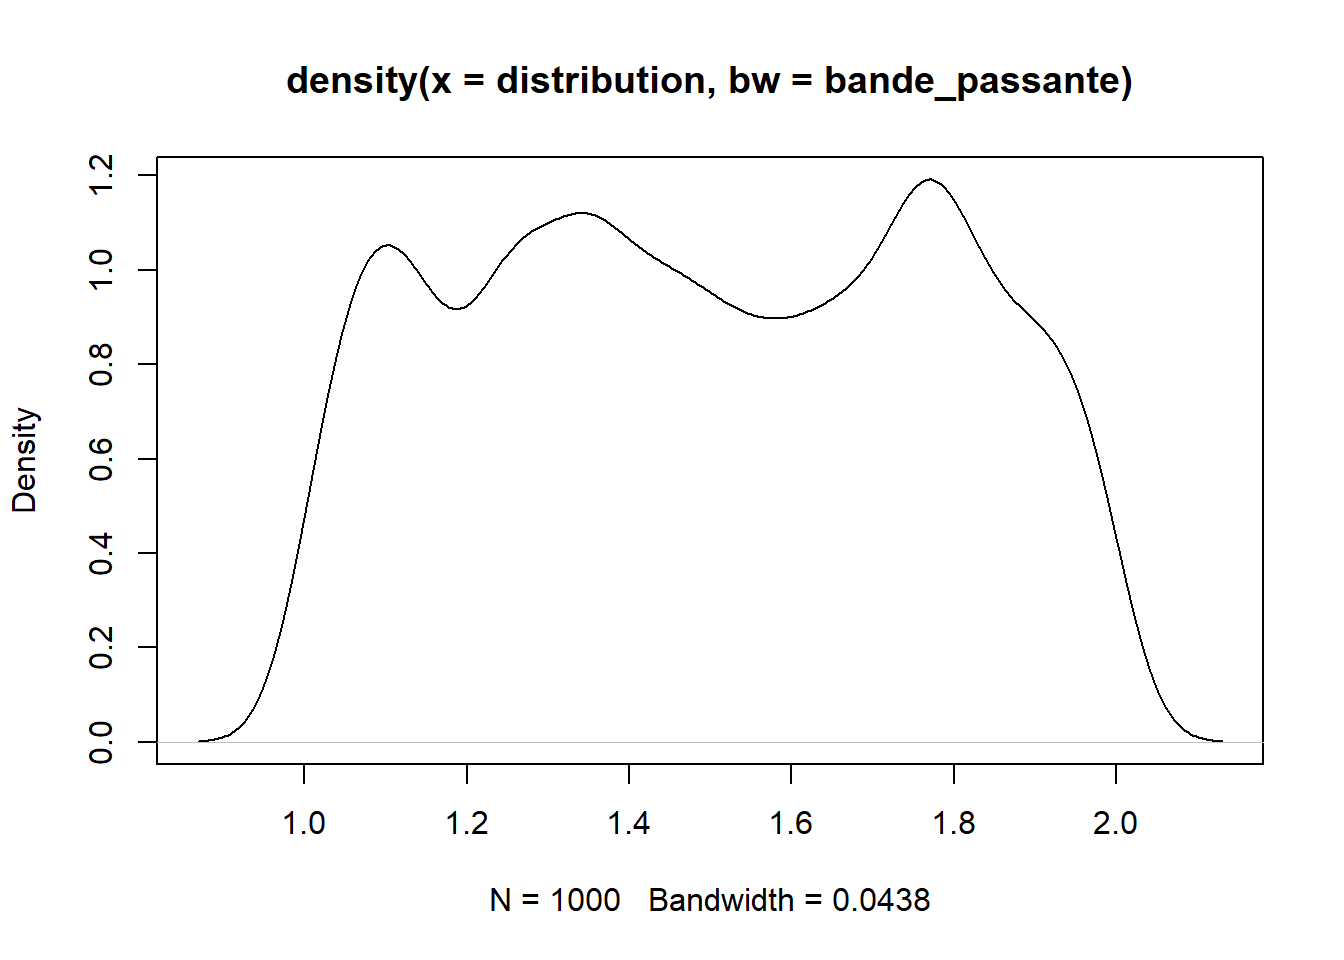 density(x = distribution, bw = bande_passante)
Density
1.2
1.0
0.8
0.6
0.4
0.2
0.0
1.0 1.2 1.4 1.6 1.8 2.0
N = 1000 Bandwidth = 0.0438